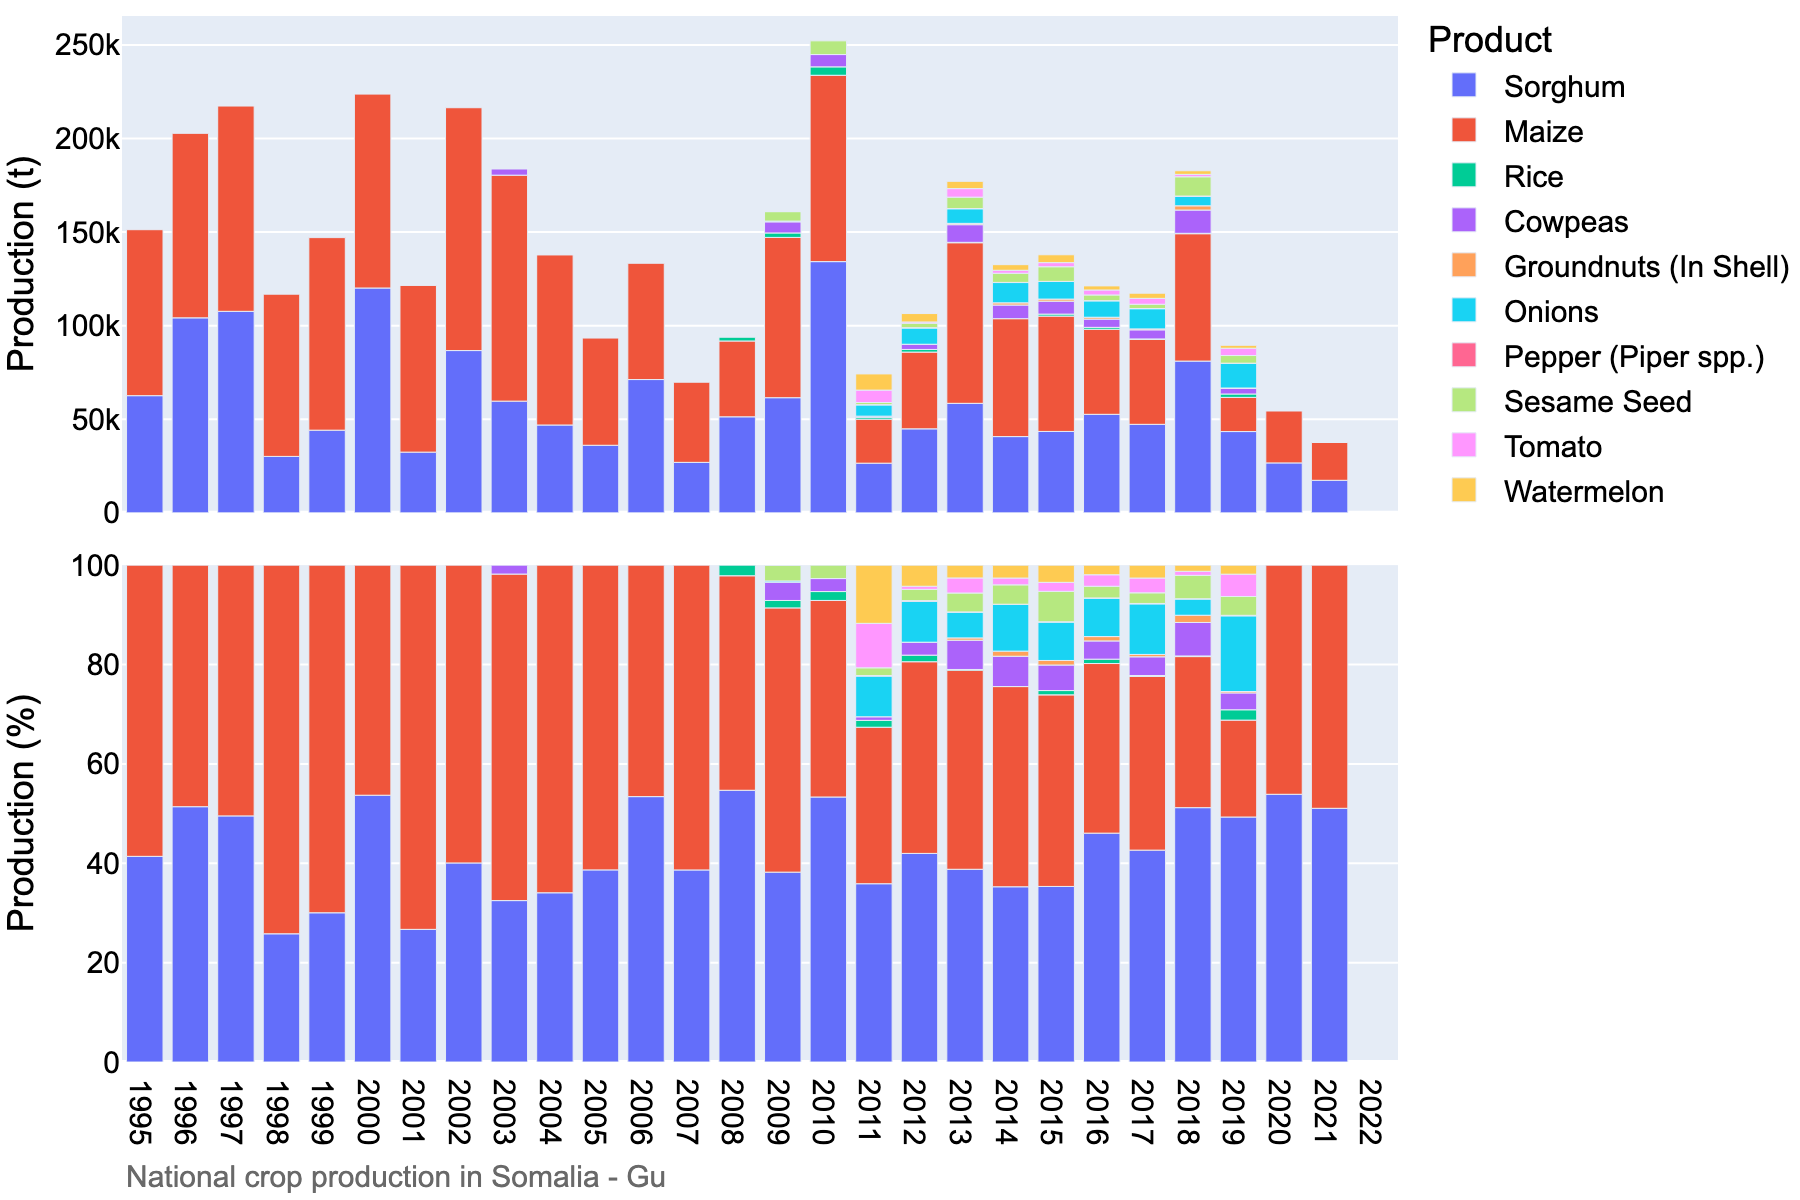 Production (t)
250k
200k
150k
100k
50k
0
Product
Sorghum
Maize
Rice
Cowpeas
Groundnuts (In Shell)
Onions
Pepper (Piper spp.)
Sesame Seed
Tomato
Watermelon
Production (%)
100
80
60
40
20
0
1995
1996
1997
1998
1999
2000
2001
2002
2003
2004
2005
2006
2007
2008
2009
2010
2011
2012
2013
2014
2015
2016
2017
2018
2019
2020
2021
2022
National crop production in Somalia - Gu